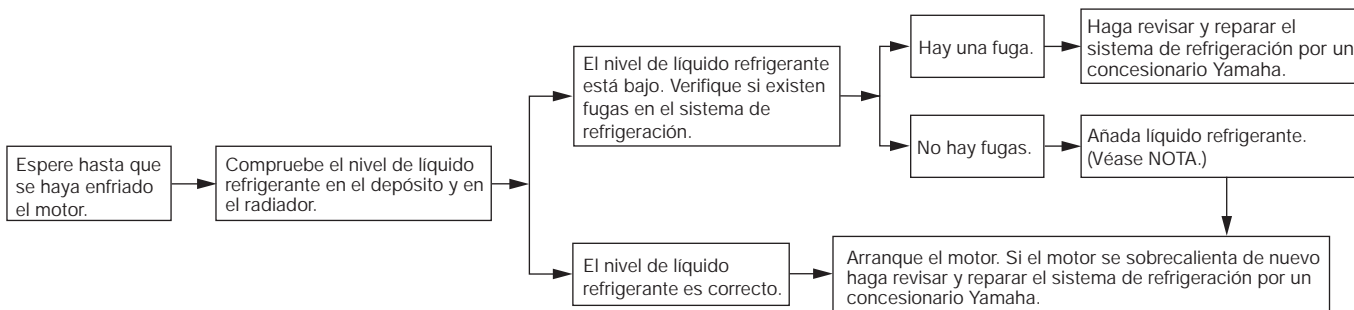 Espere hasta que
se haya enfriado
el motor.
Compruebe el nivel de líquido
refrigerante en el depósito y en
el radiador.
El nivel de líquido refrigerante
está bajo. Verifique si existen
fugas en el sistema de
refrigeración.
Hay una fuga.
Haga revisar y reparar el
sistema de refrigeración por un
concesionario Yamaha.
No hay fugas.
Añada líquido refrigerante.
(Véase NOTA.)
El nivel de líquido
refrigerante es correcto.
Arranque el motor. Si el motor se sobrecalienta de nuevo
haga revisar y reparar el sistema de refrigeración por un
concesionario Yamaha.